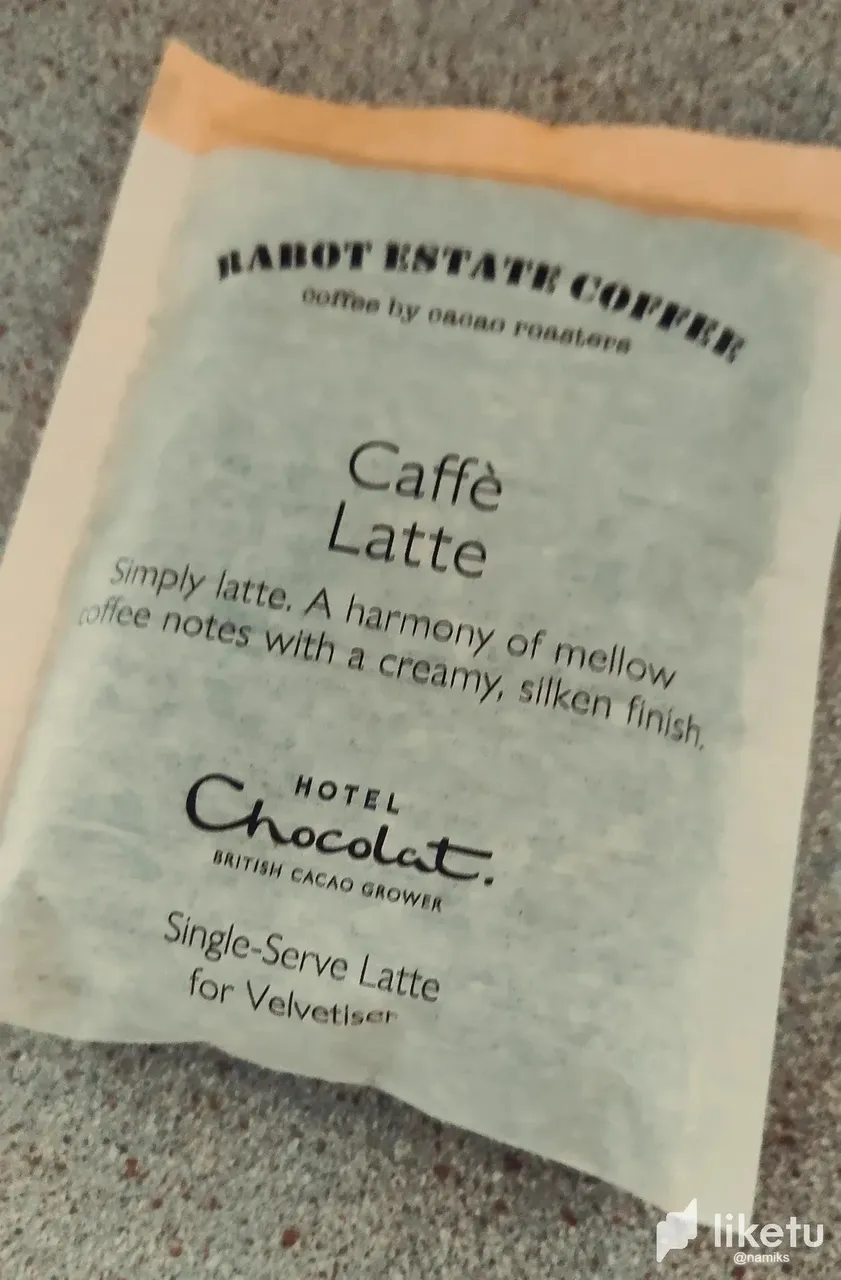 RABOT ESTATE COFFEE
coffee by cacao roasters
Caffè
Latte
Simply latte. A harmony of mellow
coffee notes with a creamy, silken finish.
HOTEL
Chocolat.
BRITISH CACAO GROWER
Single-Serve Latte
for Velvetiser
liketu
@namiks